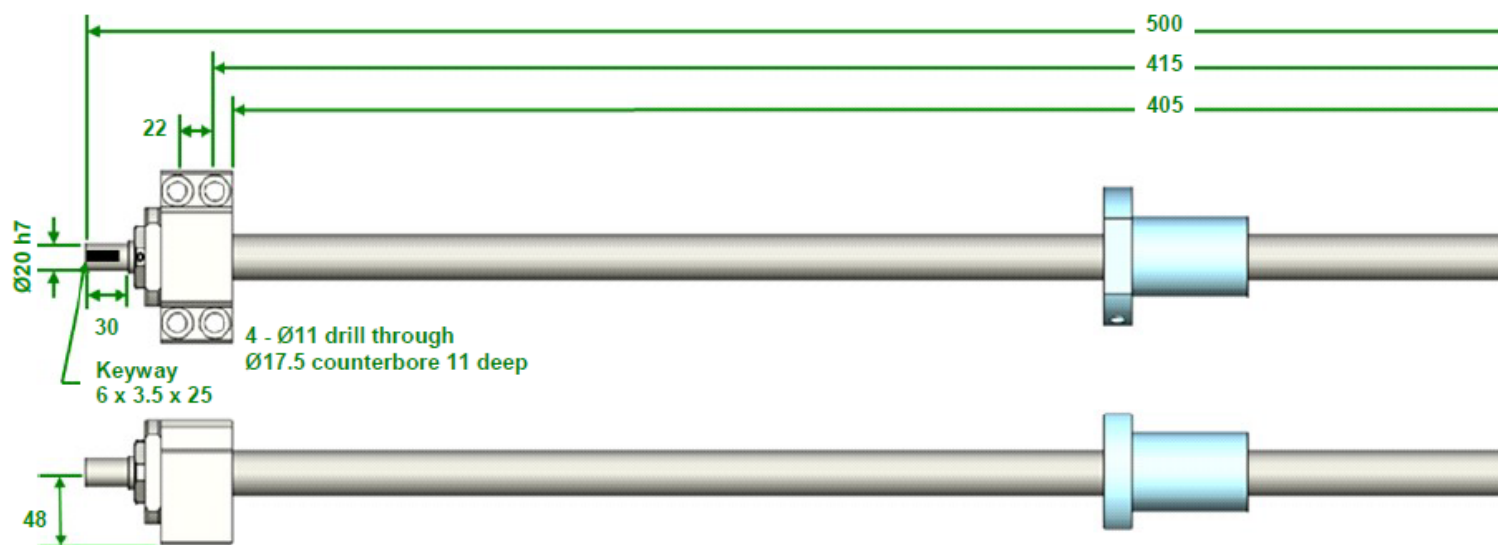 500
415
405
22
Ø20 h7
30
4 - Ø11 drill through
Ø17.5 counterbore 11 deep
Keyway
6 x 3.5 x 25
48